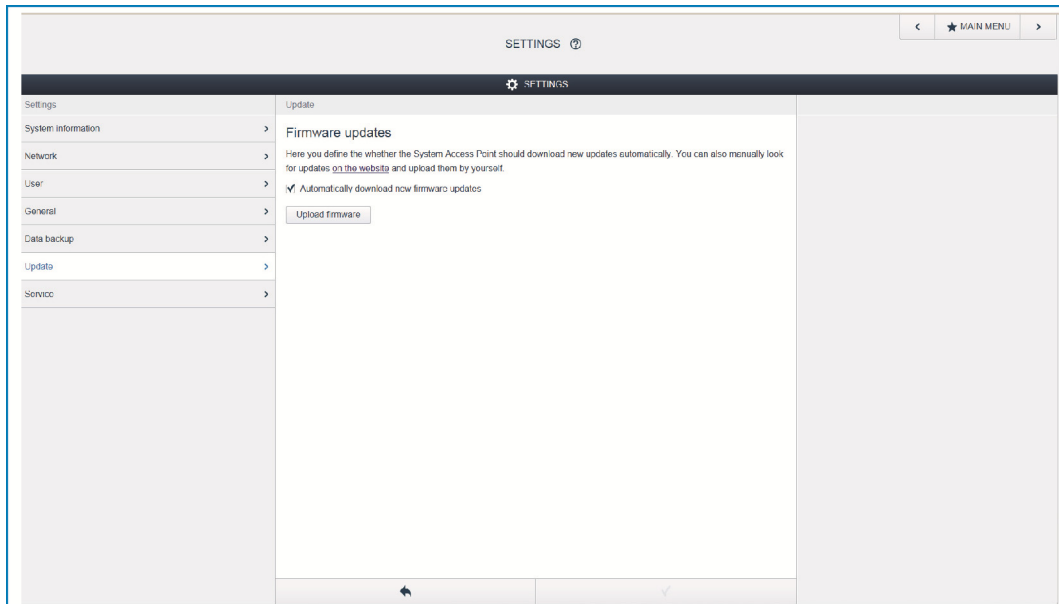 MAIN MENU
SETTINGS
SETTINGS
Settings
System information
Network
User
General
Data backup
Update
Service
Update
Firmware updates
Here you define the whether the System Access Point should download new updates automatically. You can also manually look
for updates on the website and upload them by yourself.
Automatically download new firmware updates
Upload firmware